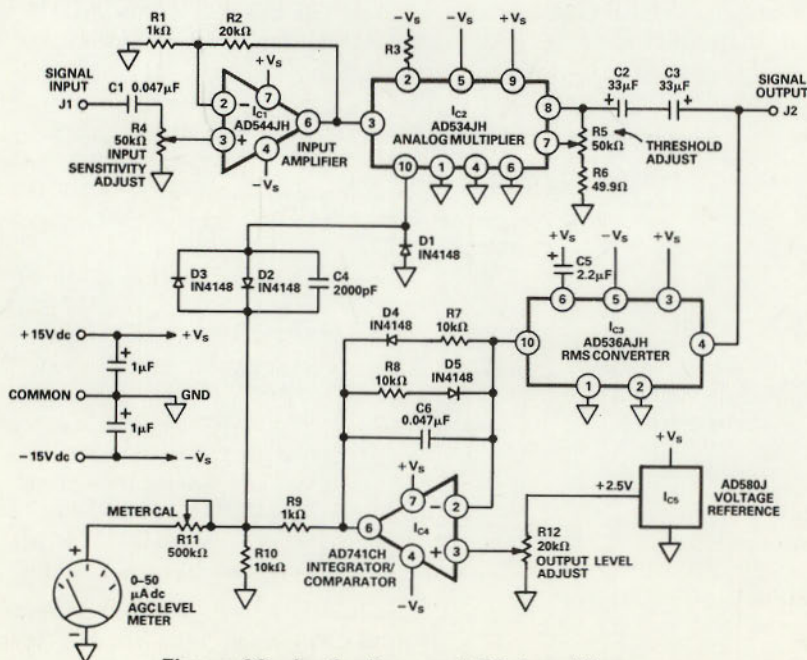 R1
1kΩ
R2
20kΩ
SIGNAL
INPUT
J1
C1 0.047μF
R4
50kΩ
INPUT
SENSITIVITY
ADJUST
+VS
7
2 −
IC1
AD544JH
6
3 +
4
−VS
INPUT
AMPLIFIER
−VS
−VS
+VS
R3
2
5
9
3
IC2
AD534JH
ANALOG MULTIPLIER
8
7
10
1
4
6
C2
33μF
+
C3
33μF
+
SIGNAL
OUTPUT
J2
R5
50kΩ
THRESHOLD
ADJUST
R6
49.9Ω
D1
IN4148
D3
IN4148
D2
IN4148
C4
2000pF
+VS
−VS
+VS
+
C5
2.2μF
6
5
3
10
IC3
AD536AJH
RMS CONVERTER
4
1
2
D4
IN4148
R7
10kΩ
R8
10kΩ
D5
IN4148
C6
0.047μF
+15V dc
+VS
+
1μF
COMMON
GND
+
1μF
−15V dc
−VS
METER CAL
R11
500kΩ
R9
1kΩ
R10
10kΩ
+VS
7
− 2
6
IC4
+ 3
4
−VS
AD741CH
INTEGRATOR/
COMPARATOR
+2.5V
R12
20kΩ
OUTPUT LEVEL
ADJUST
+VS
IC5
AD580J
VOLTAGE
REFERENCE
+
0–50
μA dc
AGC LEVEL
METER
−